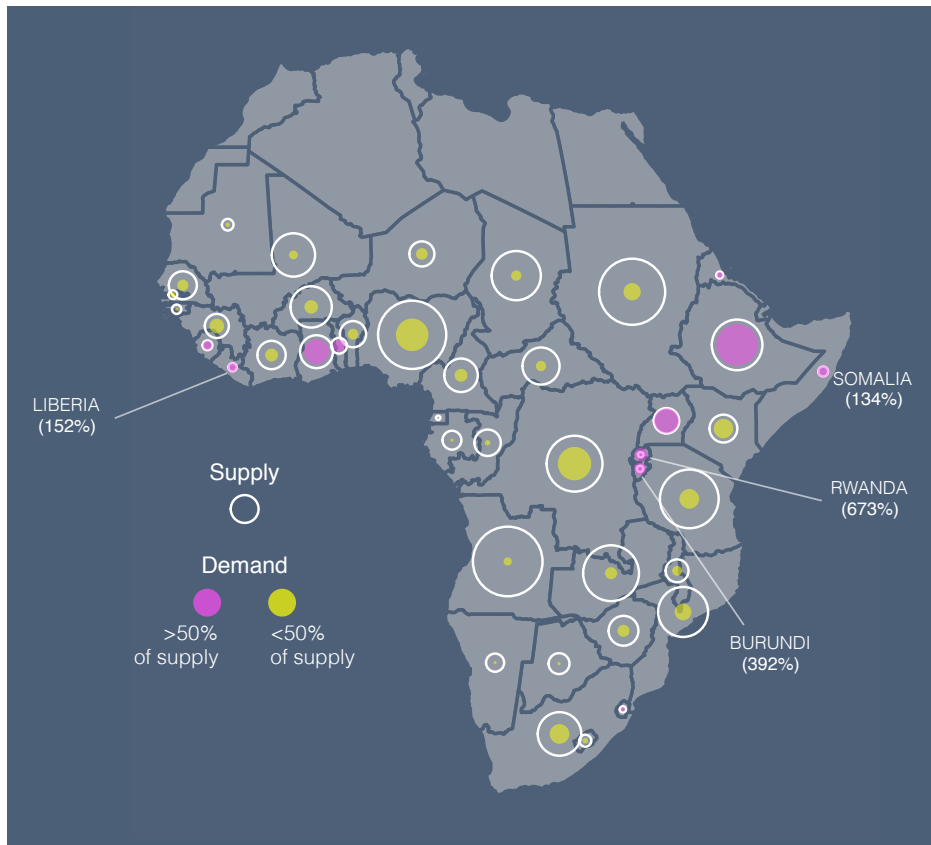 SOMALIA
(134%)
LIBERIA
(152%)
RWANDA
(673%)
BURUNDI
(392%)
Supply
Demand
>50%
of supply
<50%
of supply